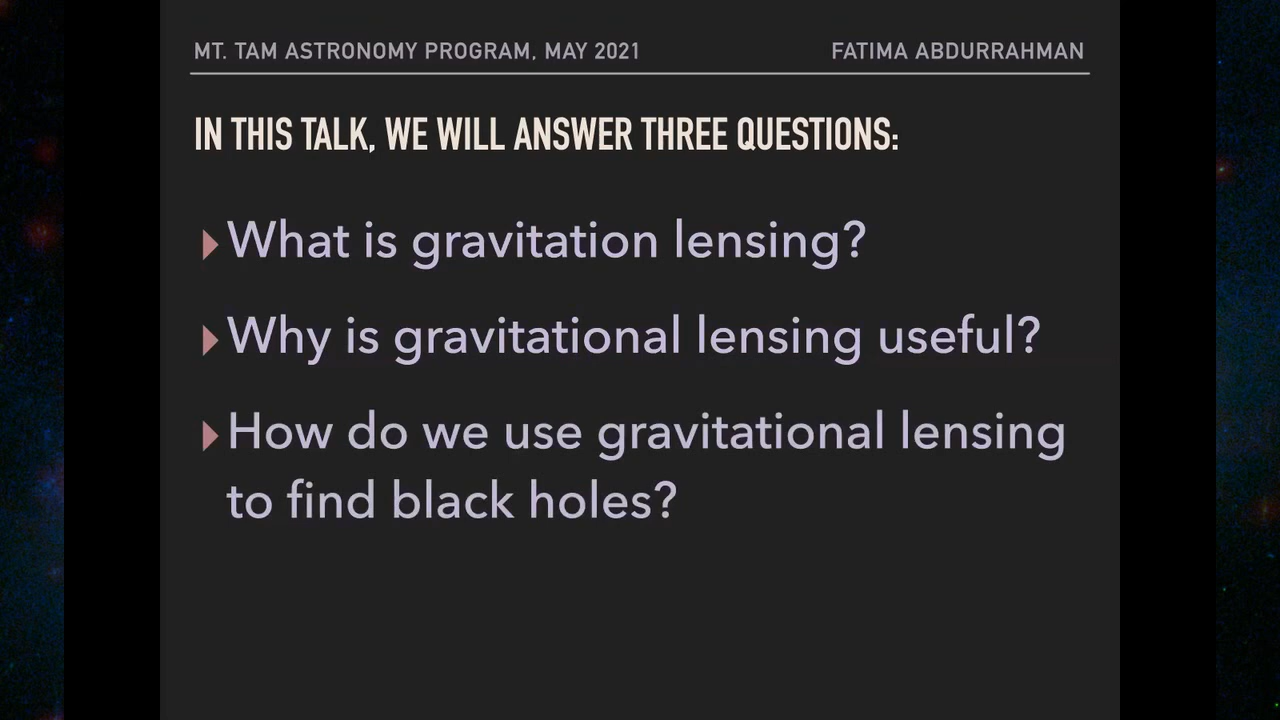 MT. TAM ASTRONOMY PROGRAM, MAY 2021
FATIMA ABDURRAHMAN
IN THIS TALK, WE WILL ANSWER THREE QUESTIONS:
What is gravitation lensing?
Why is gravitational lensing useful?
How do we use gravitational lensing
to find black holes?